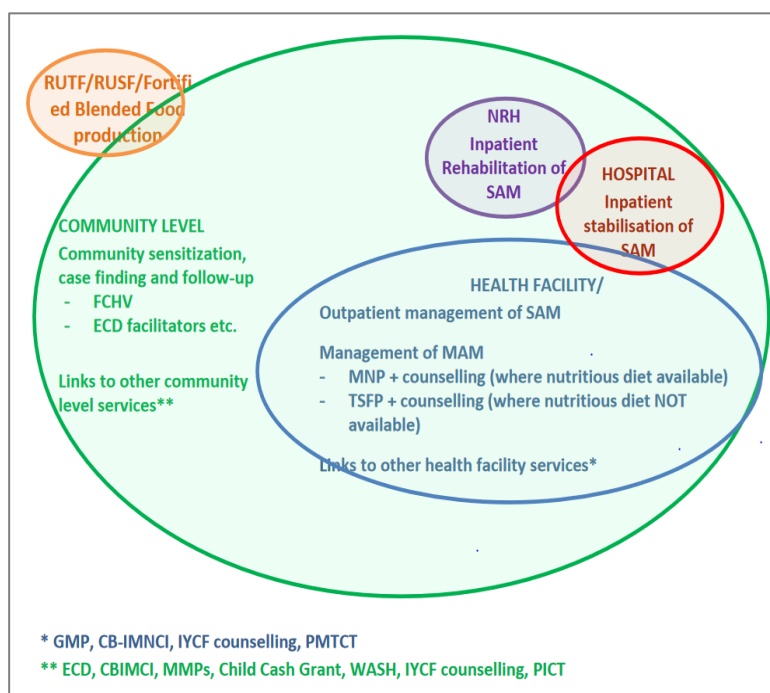 RUTF/RUSF/Fortifi
ed Blended Food
production
NRH
Inpatient
Rehabilitation of
SAM
HOSPITAL
Inpatient
stabilisation of
SAM
COMMUNITY LEVEL
Community sensitization,
case finding and follow-up
- FCHV
- ECD facilitators etc.
Links to other community
level services**
HEALTH FACILITY/
Outpatient management of SAM
Management of MAM
- MNP + counselling (where nutritious diet available)
- TSFP + counselling (where nutritious diet NOT
available)
Links to other health facility services*
* GMP, CB-IMNCI, IYCF counselling, PMTCT
** ECD, CBIMCI, MMPs, Child Cash Grant, WASH, IYCF counselling, PICT